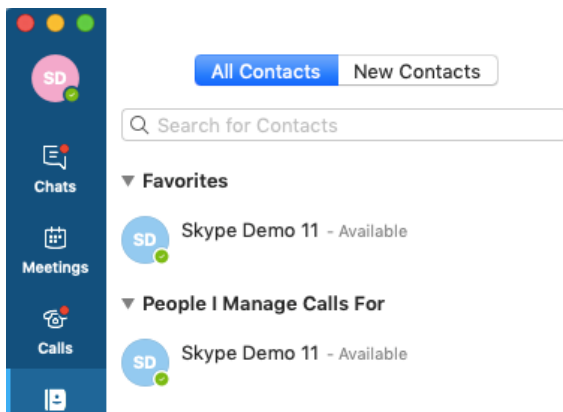 SD
All Contacts New Contacts
Search for Contacts
Chats
Favorites
SD
Skype Demo 11 - Available
Meetings
People I Manage Calls For
Calls
SD
Skype Demo 11 - Available